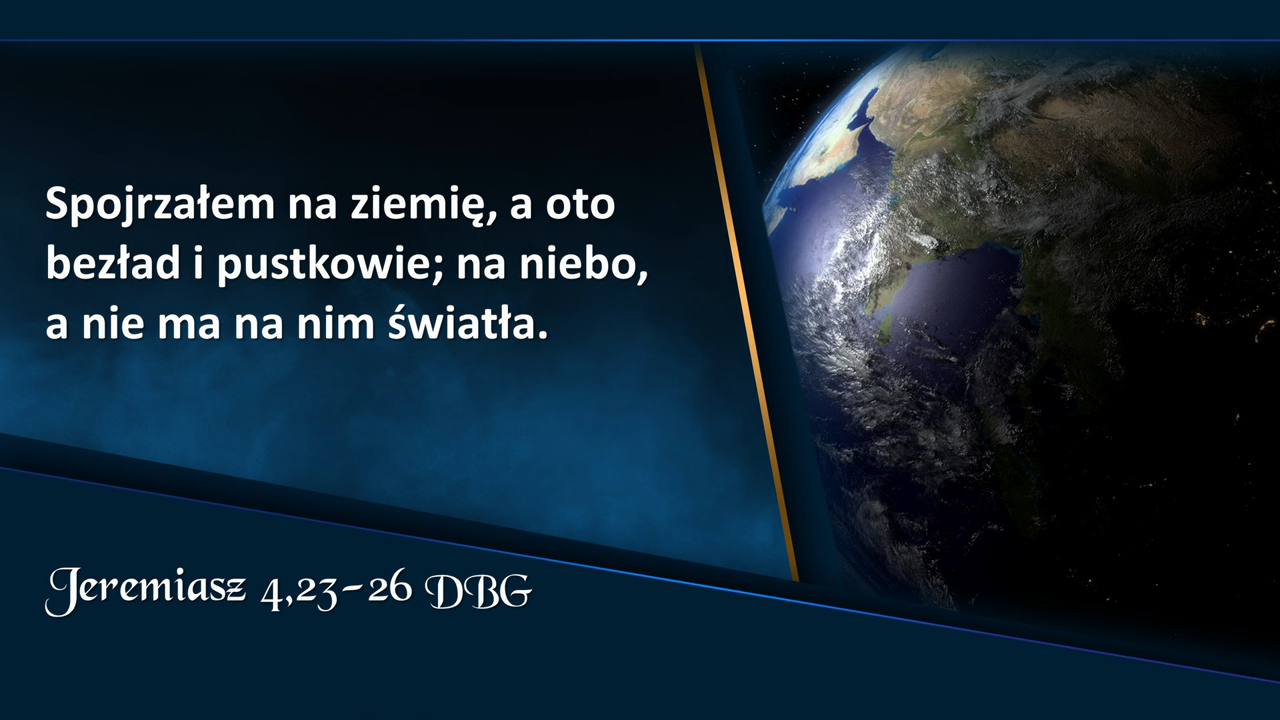 Spojrzałem na ziemię, a oto
bezład i pustkowie; na niebo,
a nie ma na nim światła.
Jeremiasz 4,23-26 DBG